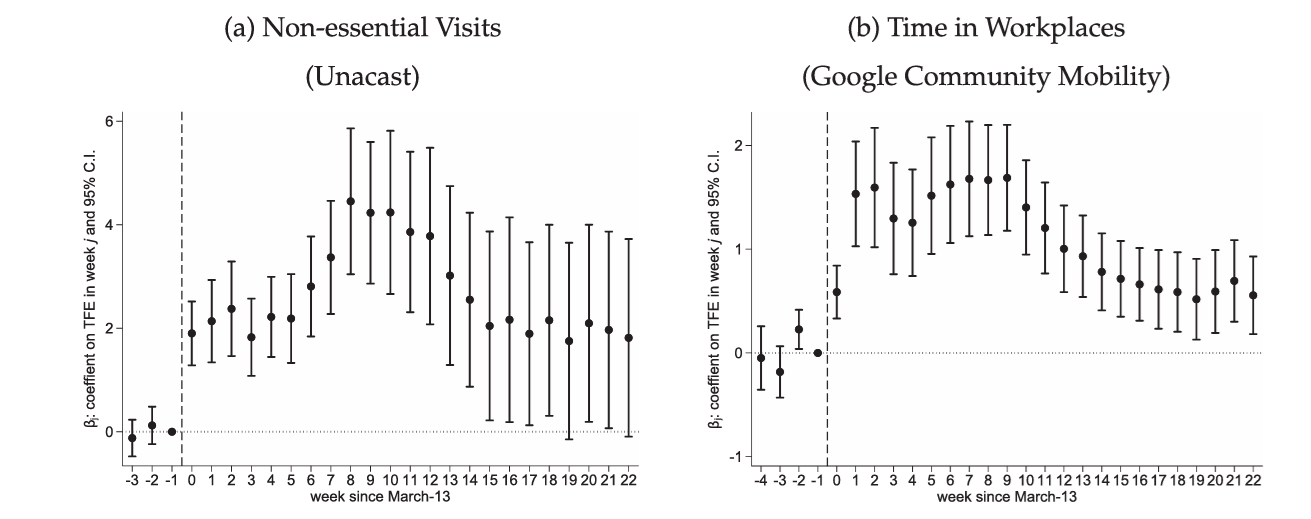 (a) Non-essential Visits
(Unacast)
βj: coeffient on TFE in week j and 95% C.I.
6
4
2
0
-3 -2 -1 0 1 2 3 4 5 6 7 8 9 10 11 12 13 14 15 16 17 18 19 20 21 22
week since March-13
(b) Time in Workplaces
(Google Community Mobility)
βj: coeffient on TFE in week j and 95% C.I.
2
1
0
-1
-4 -3 -2 -1 0 1 2 3 4 5 6 7 8 9 10 11 12 13 14 15 16 17 18 19 20 21 22
week since March-13